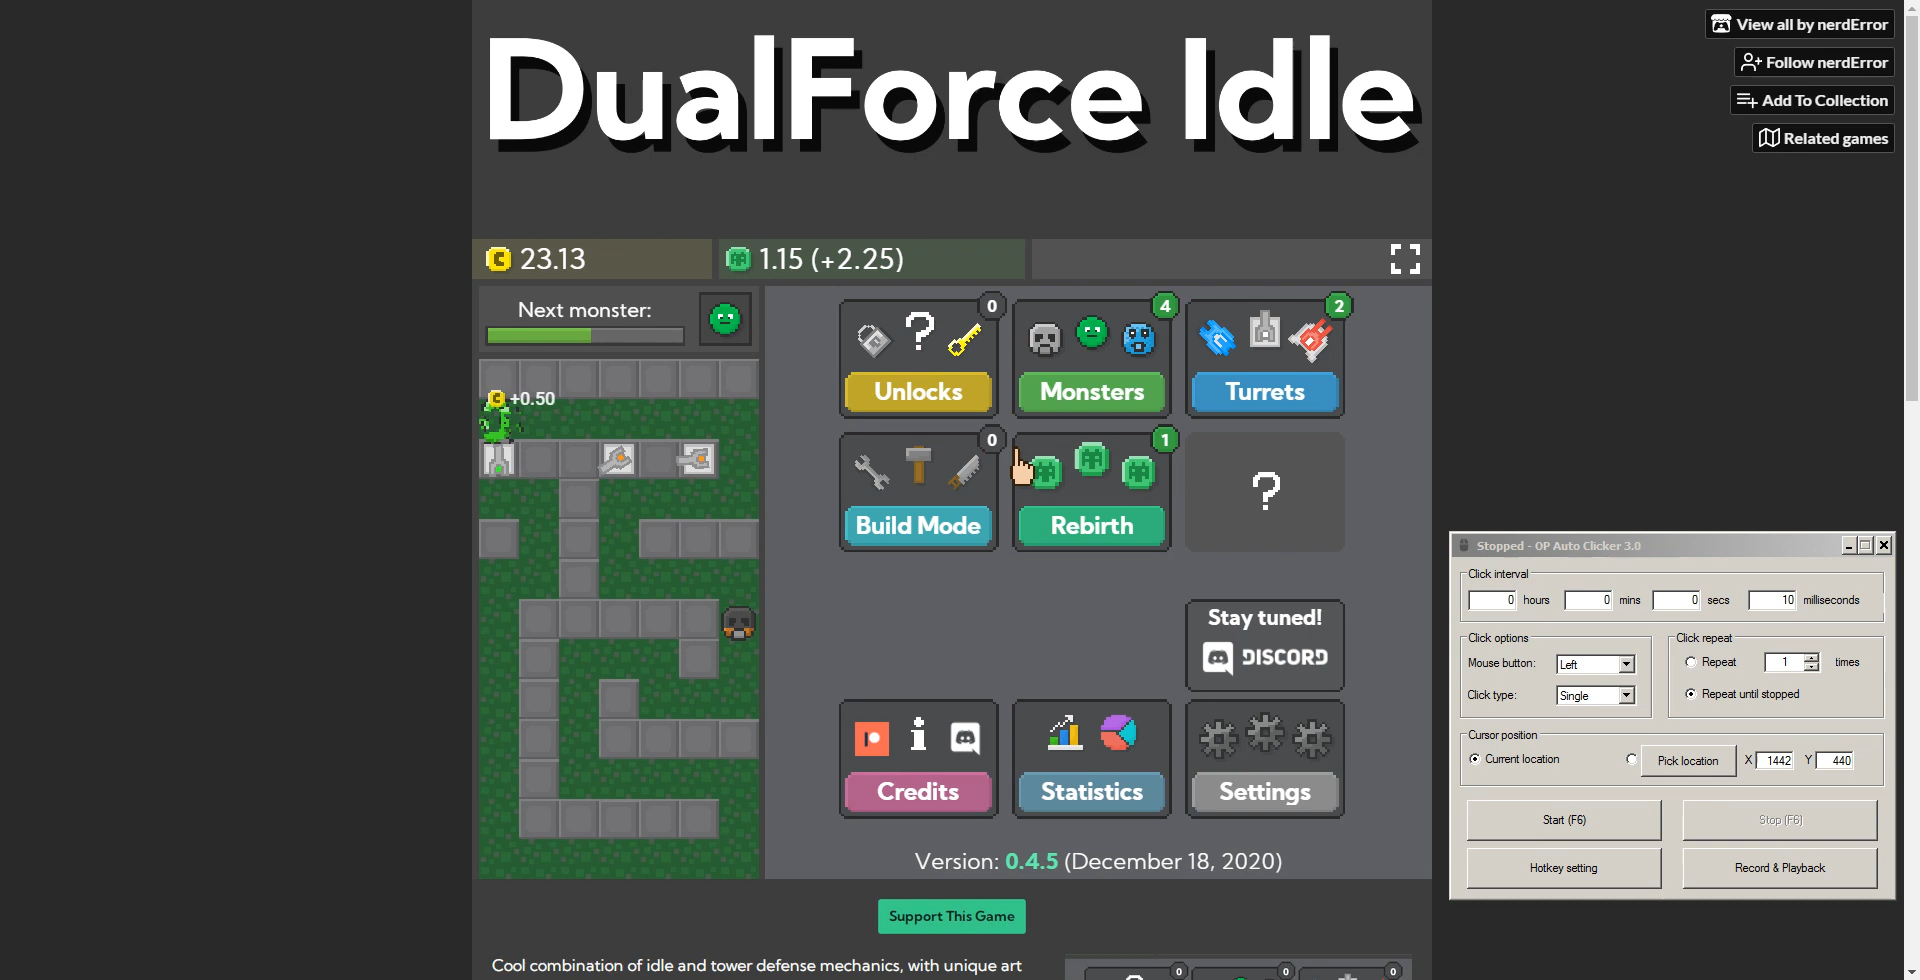 DualForce Idle
View all by nerdError
Follow nerdError
Add To Collection
Related games
C 23.13
1.15 (+2.25)
Next monster:
C +0.50
0
4
2
?
Unlocks
Monsters
Turrets
0
1
Build Mode
Rebirth
?
Stay tuned!
DISCORD
i
Credits
Statistics
Settings
Version: 0.4.5 (December 18, 2020)
Support This Game
Cool combination of idle and tower defense mechanics, with unique art
0
0
0
Stopped - OP Auto Clicker 3.0
Click interval
0 hours 0 mins 0 secs 10 milliseconds
Click options
Mouse button: Left
Click type: Single
Click repeat
Repeat 1 times
Repeat until stopped
Cursor position
Current location
Pick location X 1442 Y 440
Start (F6)
Stop (F6)
Hotkey setting
Record & Playback